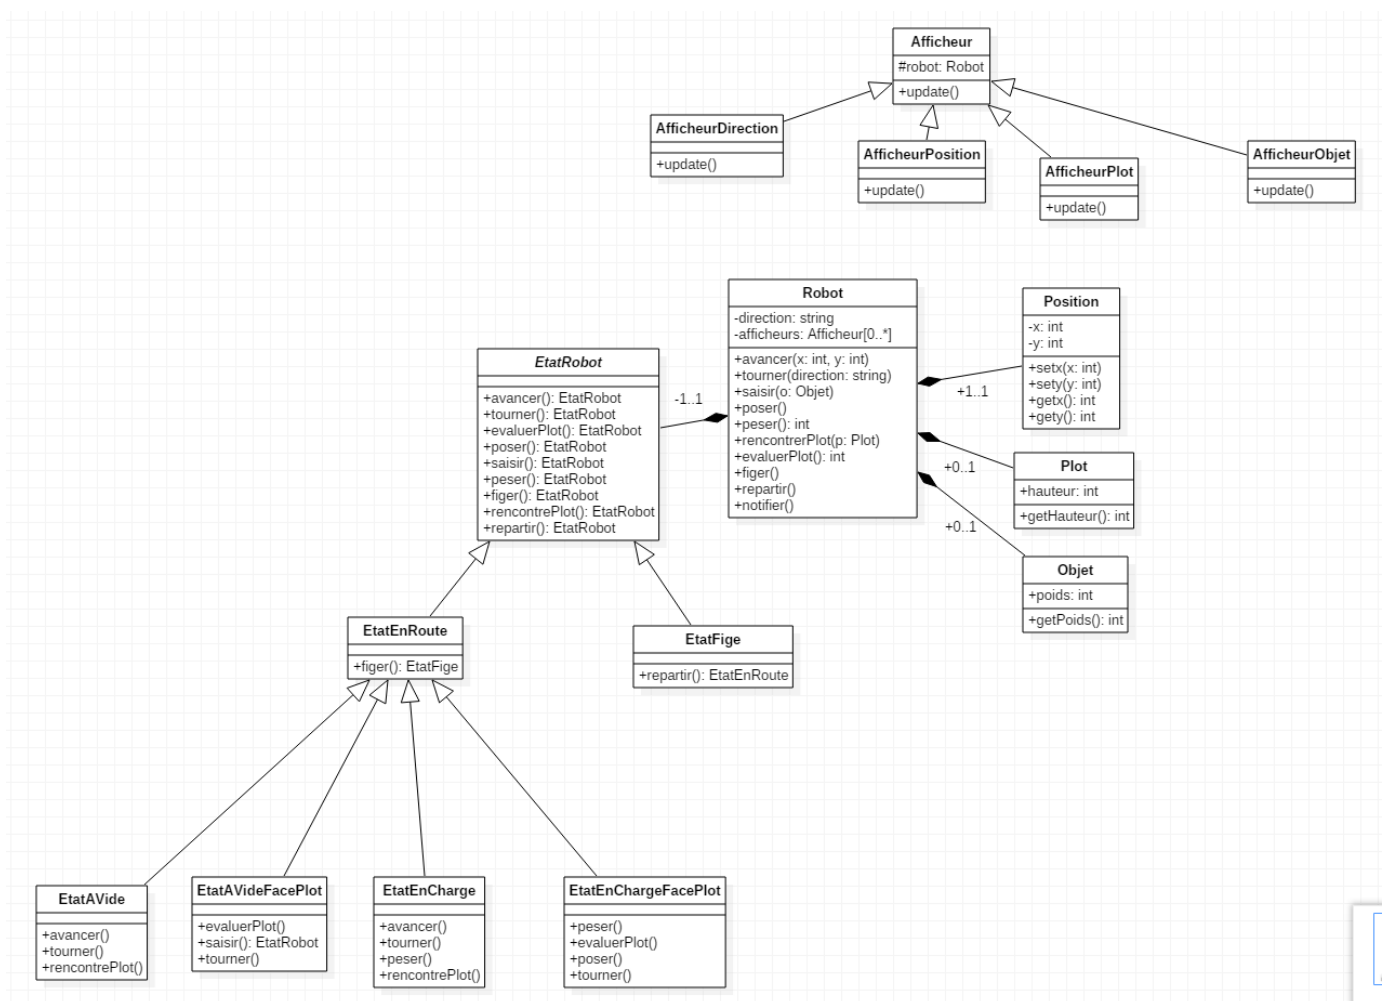 Afficheur
#robot: Robot
+update()
AfficheurDirection
+update()
AfficheurPosition
+update()
AfficheurPlot
+update()
AfficheurObjet
+update()
Robot
-direction: string
-afficheurs: Afficheur[0..*]
+avancer(x: int, y: int)
+tourner(direction: string)
+saisir(o: Objet)
+poser()
+peser(): int
+rencontrerPlot(p: Plot)
+evaluerPlot(): int
+figer()
+repartir()
+notifier()
Position
-x: int
-y: int
+setx(x: int)
+sety(y: int)
+getx(): int
+gety(): int
+1..1
-1..1
EtatRobot
+avancer(): EtatRobot
+tourner(): EtatRobot
+evaluerPlot(): EtatRobot
+poser(): EtatRobot
+saisir(): EtatRobot
+peser(): EtatRobot
+figer(): EtatRobot
+rencontrePlot(): EtatRobot
+repartir(): EtatRobot
+0..1
Plot
+hauteur: int
+getHauteur(): int
+0..1
Objet
+poids: int
+getPoids(): int
EtatEnRoute
+figer(): EtatFige
EtatFige
+repartir(): EtatEnRoute
EtatAVide
+avancer()
+tourner()
+rencontrePlot()
EtatAVideFacePlot
+evaluerPlot()
+saisir(): EtatRobot
+tourner()
EtatEnCharge
+avancer()
+tourner()
+peser()
+rencontrePlot()
EtatEnChargeFacePlot
+peser()
+evaluerPlot()
+poser()
+tourner()